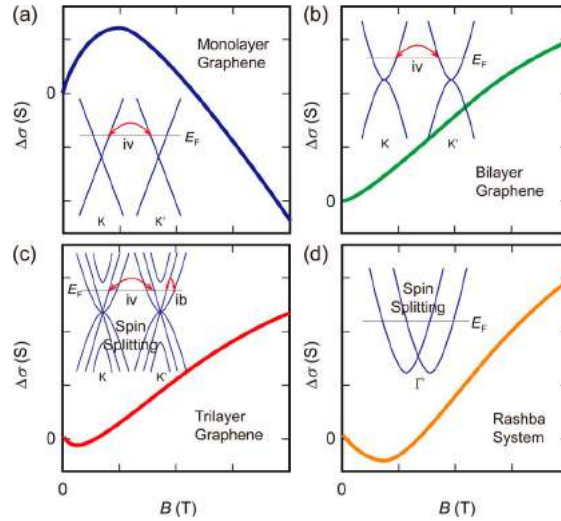 (a)
Monolayer
Graphene
0
Δσ (S)
iv
E_F
K
K'
(b)
iv
E_F
K
K'
Δσ (S)
0
Bilayer
Graphene
(c)
E_F
iv
ib
Spin
Splitting
K
K'
Δσ (S)
0
Trilayer
Graphene
0
B (T)
(d)
Spin
Splitting
E_F
Γ
Δσ (S)
0
Rashba
System
0
B (T)